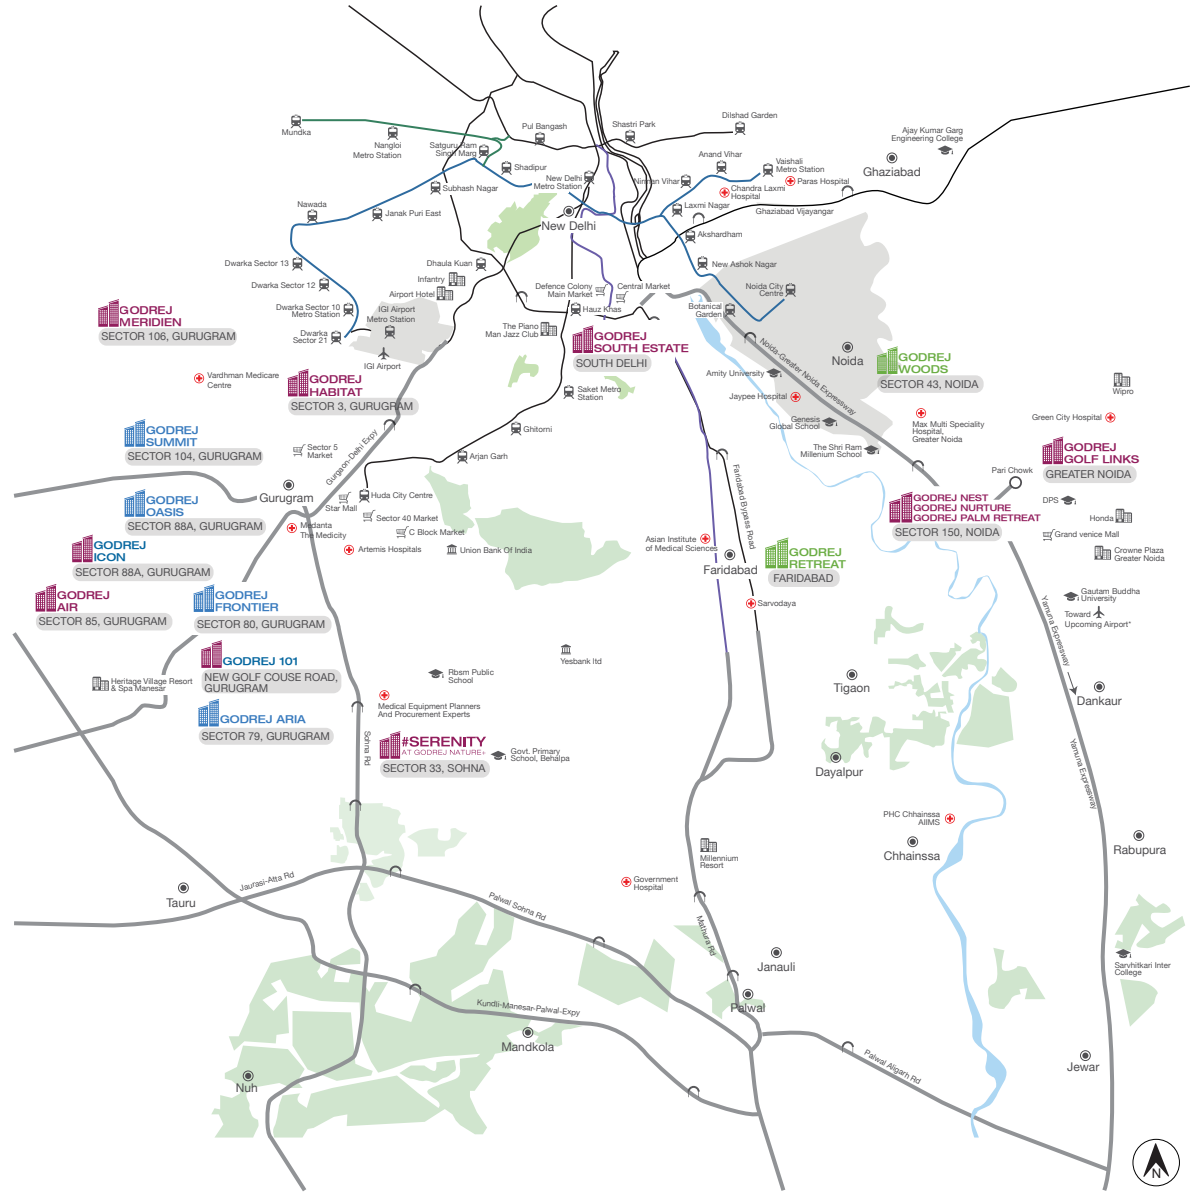 Mundka
Nangloi
Metro Station
Satguru Ram
Singh Marg
Pul Bangash
Shastri Park
Dilshad Garden
Ajay Kumar Garg
Engineering College
Ghaziabad
Shadipur
New Delhi
Metro Station
Nirman Vihar
Anand Vihar
Vaishali
Metro Station
Paras Hospital
Chandra Laxmi
Hospital
Subhash Nagar
Nawada
Janak Puri East
New Delhi
Laxmi Nagar
Ghaziabad Vijayangar
Akshardham
Dwarka Sector 13
Dhaula Kuan
New Ashok Nagar
Dwarka Sector 12
Infantry
Airport Hotel
Defence Colony
Main Market
Central Market
Noida City
Centre
Dwarka Sector 10
Metro Station
IGI Airport
Metro Station
Hauz Khas
Botanical
Garden
GODREJ
MERIDIEN
SECTOR 106, GURUGRAM
Dwarka
Sector 21
IGI Airport
The Piano
Man Jazz Club
GODREJ
SOUTH ESTATE
SOUTH DELHI
Noida-Greater Noida Expressway
Noida
GODREJ
WOODS
SECTOR 43, NOIDA
Vardhman Medicare
Centre
GODREJ
HABITAT
SECTOR 3, GURUGRAM
Saket Metro
Station
Amity University
Jaypee Hospital
Wipro
Green City Hospital
Genesis
Global School
Max Multi Speciality
Hospital,
Greater Noida
GODREJ
SUMMIT
SECTOR 104, GURUGRAM
Sector 5
Market
Gurgaon-Delhi Expy
Ghitorni
Arjan Garh
The Shri Ram
Millenium School
GODREJ
GOLF LINKS
GREATER NOIDA
Pari Chowk
Faridabad Bypass Road
Gurugram
Star Mall
Huda City Centre
GODREJ
OASIS
SECTOR 88A, GURUGRAM
Medanta
The Medicity
Sector 40 Market
C Block Market
GODREJ NEST
GODREJ NURTURE
GODREJ PALM RETREAT
SECTOR 150, NOIDA
DPS
Honda
Grand venice Mall
GODREJ
ICON
SECTOR 88A, GURUGRAM
Artemis Hospitals
Union Bank Of India
Asian Institute
of Medical Sciences
Faridabad
GODREJ
RETREAT
FARIDABAD
Crowne Plaza
Greater Noida
GODREJ
AIR
SECTOR 85, GURUGRAM
GODREJ
FRONTIER
SECTOR 80, GURUGRAM
Sarvodaya
Gautam Buddha
University
Toward
Upcoming Airport*
Yamuna Expressway
GODREJ 101
NEW GOLF COUSE ROAD,
GURUGRAM
Yesbank ltd
Heritage Village Resort
& Spa Manesar
Rbsm Public
School
Tigaon
Dankaur
Medical Equipment Planners
And Procurement Experts
GODREJ ARIA
SECTOR 79, GURUGRAM
Sohna Rd
#SERENITY
AT GODREJ NATURE+
SECTOR 33, SOHNA
Govt. Primary
School, Behalpa
Dayalpur
Yamuna Expressway
PHC Chhainssa
AIIMS
Chhainssa
Rabupura
Millennium
Resort
Government
Hospital
Tauru
Jaurasi-Atta Rd
Palwal Sohna Rd
Mathura Rd
Janauli
Sarvhitkari Inter
College
Palwal
Kundli-Manesar-Palwal-Expy
Mandkola
Palwal Aligarh Rd
Jewar
Nuh
N